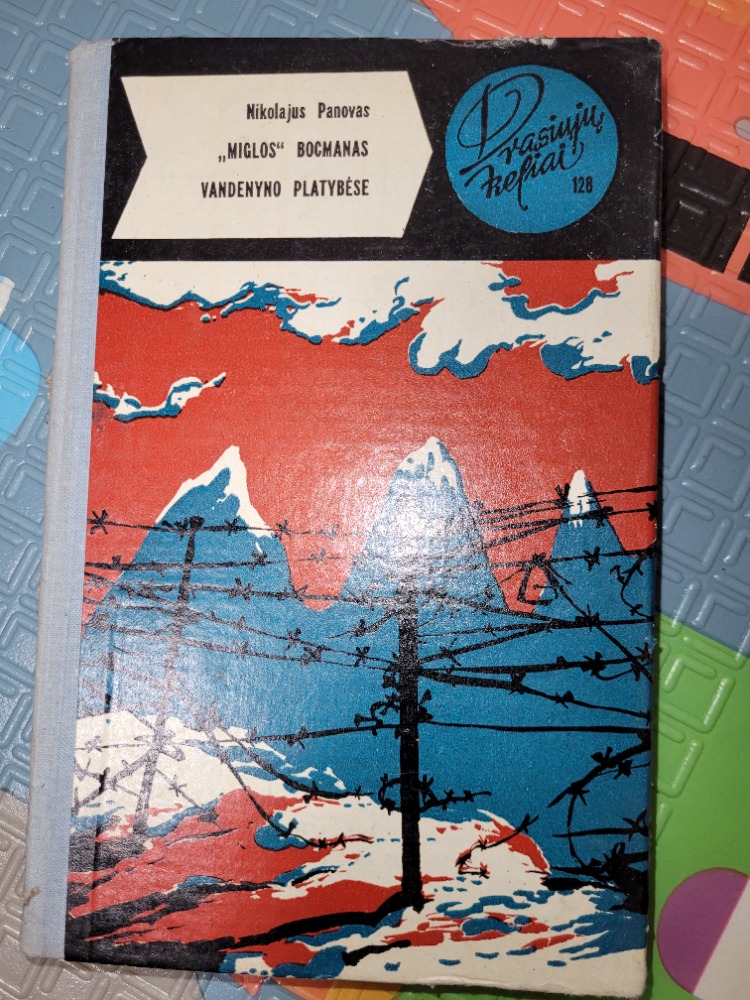 Nikolajus Panovas
„MIGLOS“ BOCMANAS
VANDENYNO PLATYBĖSE
Drąsiųjų
keliai
128